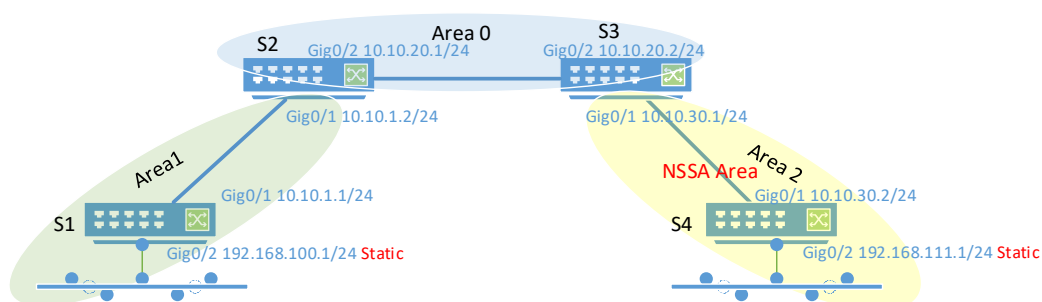 Area 0
S2
S3
Gig0/2 10.10.20.1/24
Gig0/2 10.10.20.2/24
Gig0/1 10.10.1.2/24
Gig0/1 10.10.30.1/24
Area1
NSSA Area
Area 2
Gig0/1 10.10.1.1/24
Gig0/1 10.10.30.2/24
S1
S4
Gig0/2 192.168.100.1/24 Static
Gig0/2 192.168.111.1/24 Static